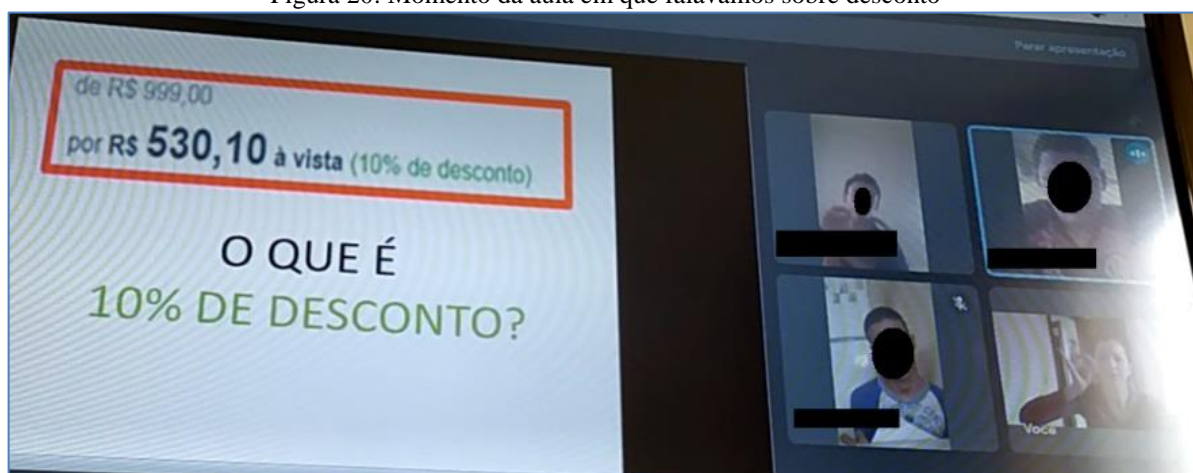 Figura 20: Momento da aula em que falávamos sobre desconto
Parar apresentação
de R$ 999,00
por R$ 530,10 à vista (10% de desconto)
O QUE É
10% DE DESCONTO?
Você